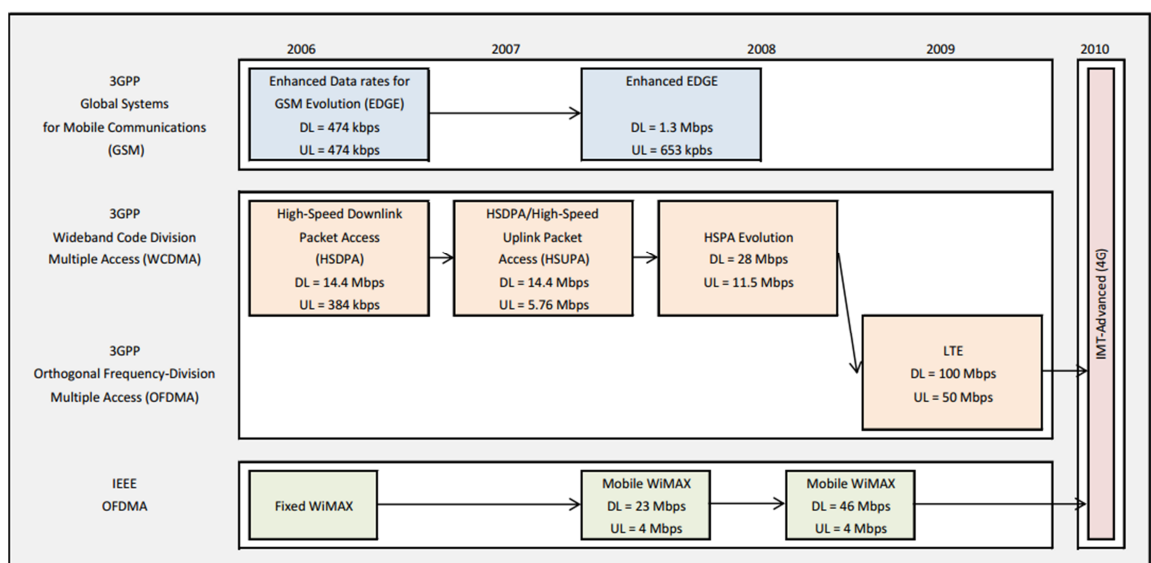 2006
2007
2008
2009
2010
3GPP
Global Systems
for Mobile Communications
(GSM)
Enhanced Data rates for
GSM Evolution (EDGE)
DL = 474 kbps
UL = 474 kbps
Enhanced EDGE
DL = 1.3 Mbps
UL = 653 kpbs
3GPP
Wideband Code Division
Multiple Access (WCDMA)
High-Speed Downlink
Packet Access
(HSDPA)
DL = 14.4 Mbps
UL = 384 kbps
HSDPA/High-Speed
Uplink Packet
Access (HSUPA)
DL = 14.4 Mbps
UL = 5.76 Mbps
HSPA Evolution
DL = 28 Mbps
UL = 11.5 Mbps
3GPP
Orthogonal Frequency-Division
Multiple Access (OFDMA)
LTE
DL = 100 Mbps
UL = 50 Mbps
IEEE
OFDMA
Fixed WiMAX
Mobile WiMAX
DL = 23 Mbps
UL = 4 Mbps
Mobile WiMAX
DL = 46 Mbps
UL = 4 Mbps
IMT-Advanced (4G)